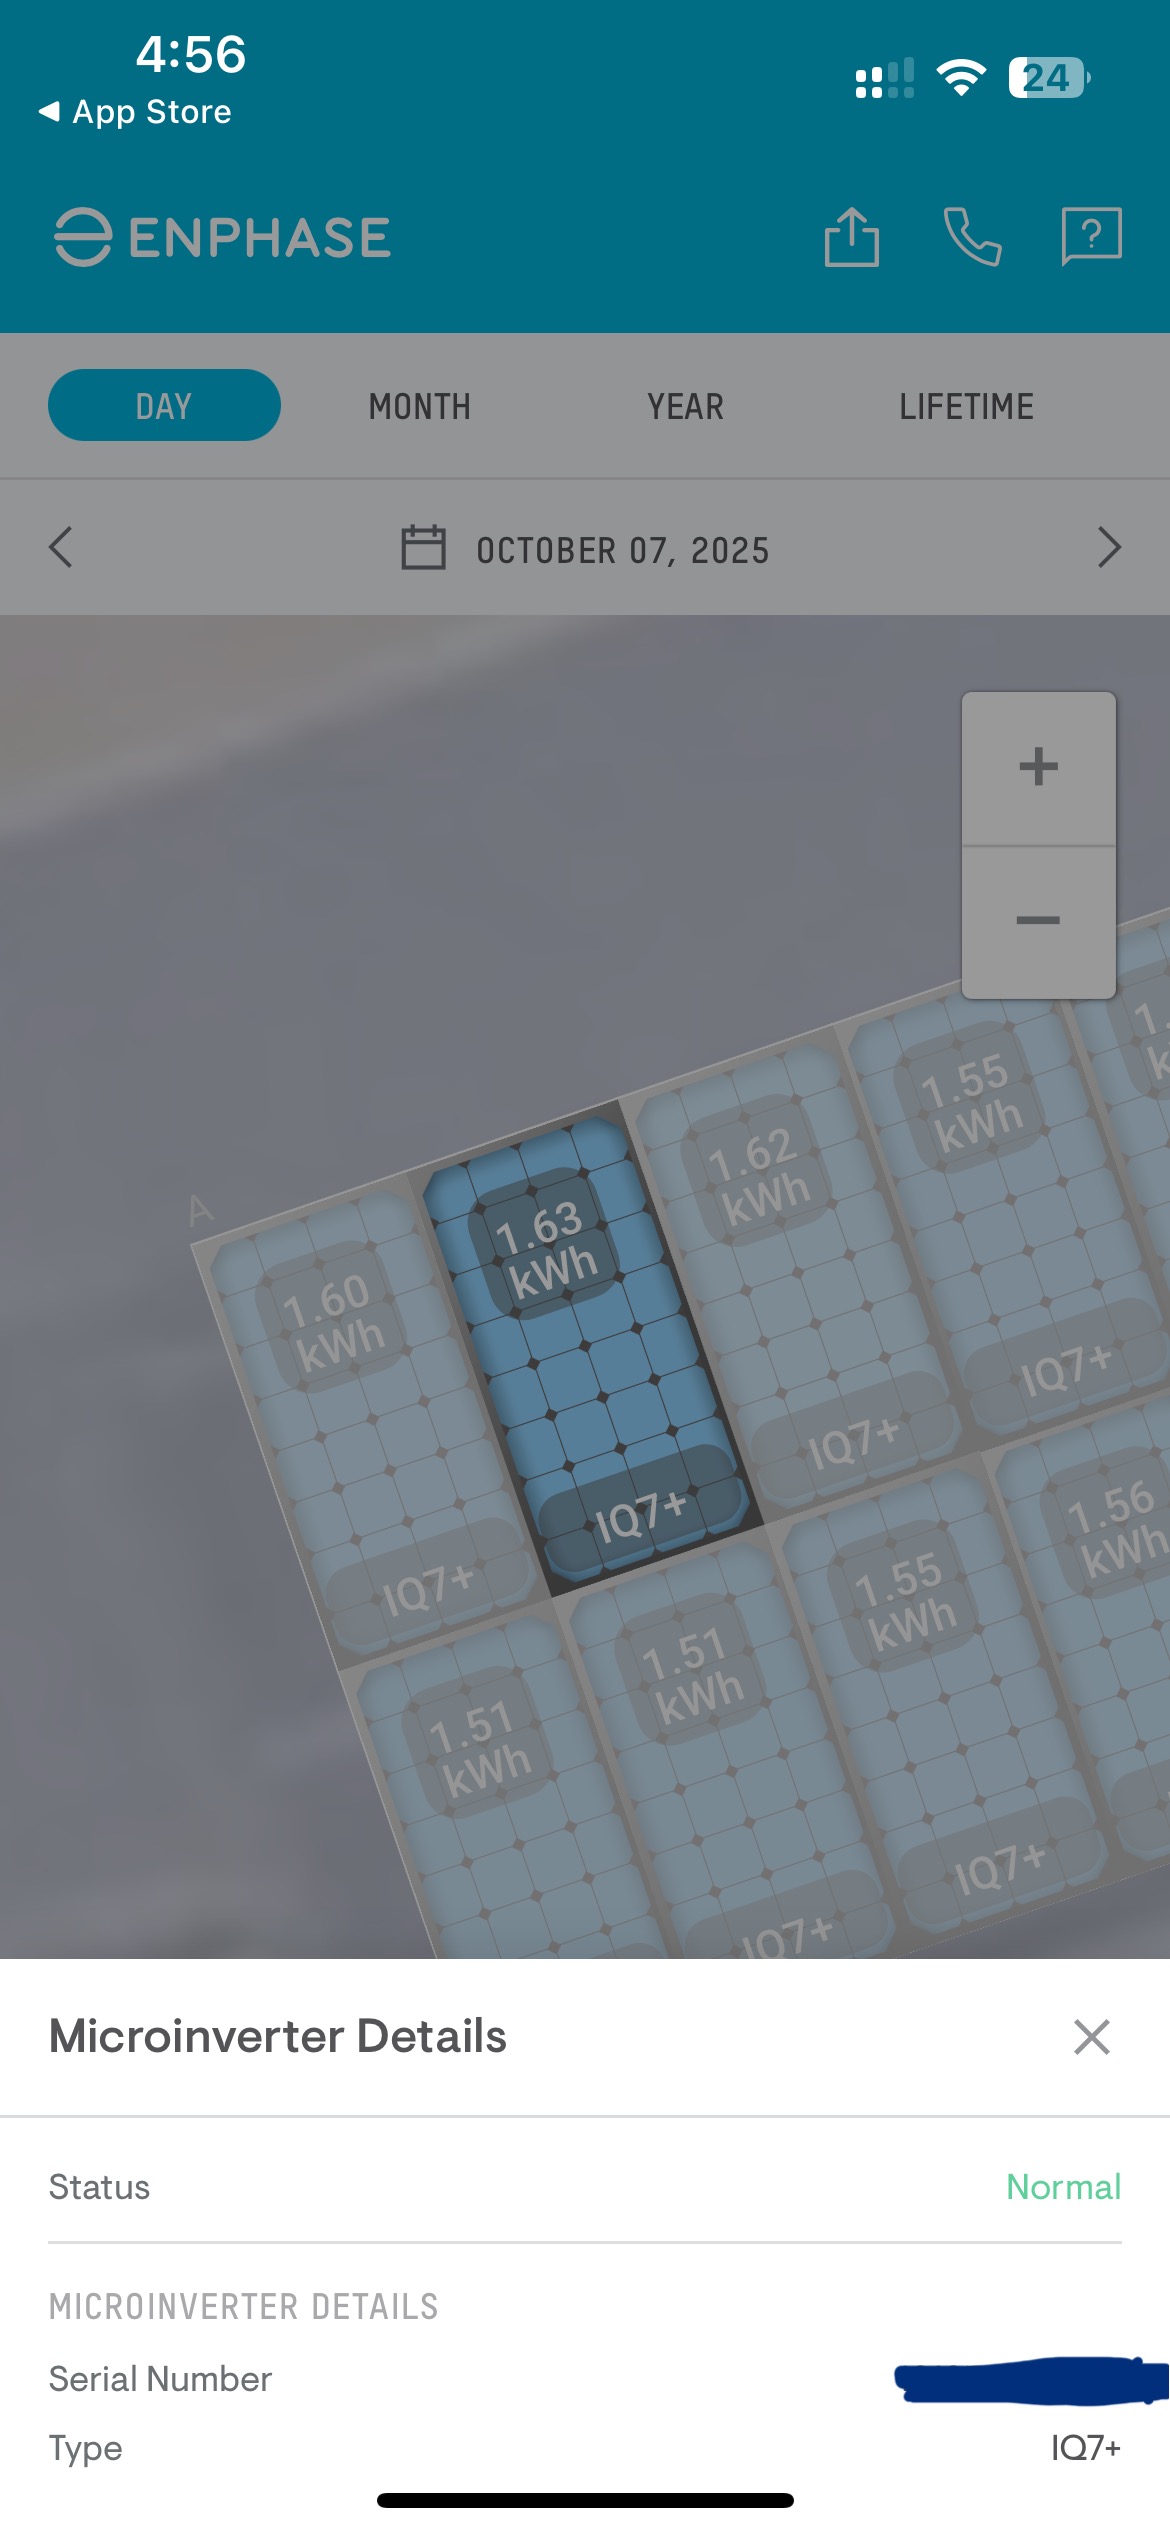 4:56
24
App Store
ENPHASE
?
DAY
MONTH
YEAR
LIFETIME
OCTOBER 07, 2025
+
−
1.
1.55
kWh
1.62
kWh
A
1.63
kWh
1.60
kWh
IQ7+
IQ7+
1.56
kWh
IQ7+
1.55
kWh
IQ7+
1.51
kWh
1.51
kWh
IQ7+
IQ7+
Microinverter Details
Status
Normal
MICROINVERTER DETAILS
Serial Number
Type
IQ7+